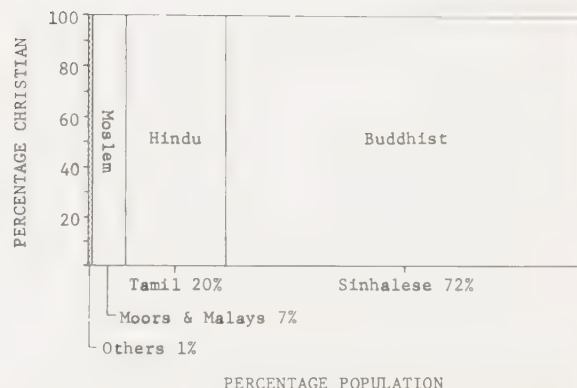 PERCENTAGE CHRISTIAN
100
80
60
40
20
Moslem
Hindu
Buddhist
Tamil 20%
Sinhalese 72%
Moors & Malays 7%
Others 1%
PERCENTAGE POPULATION